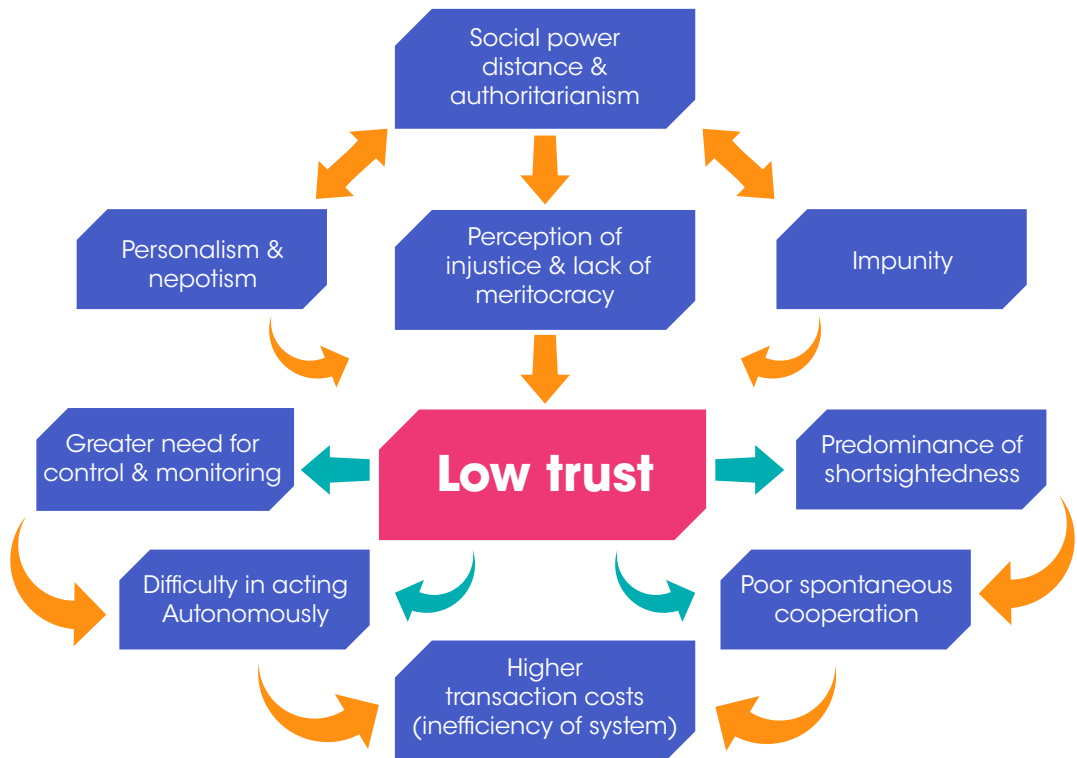 Social power
distance &
authoritarianism
Personalism &
nepotism
Perception of
injustice & lack of
meritocracy
Impunity
Greater need for
control & monitoring
Low trust
Predominance of
shortsightedness
Difficulty in acting
Autonomously
Poor spontaneous
cooperation
Higher
transaction costs
(inefficiency of system)